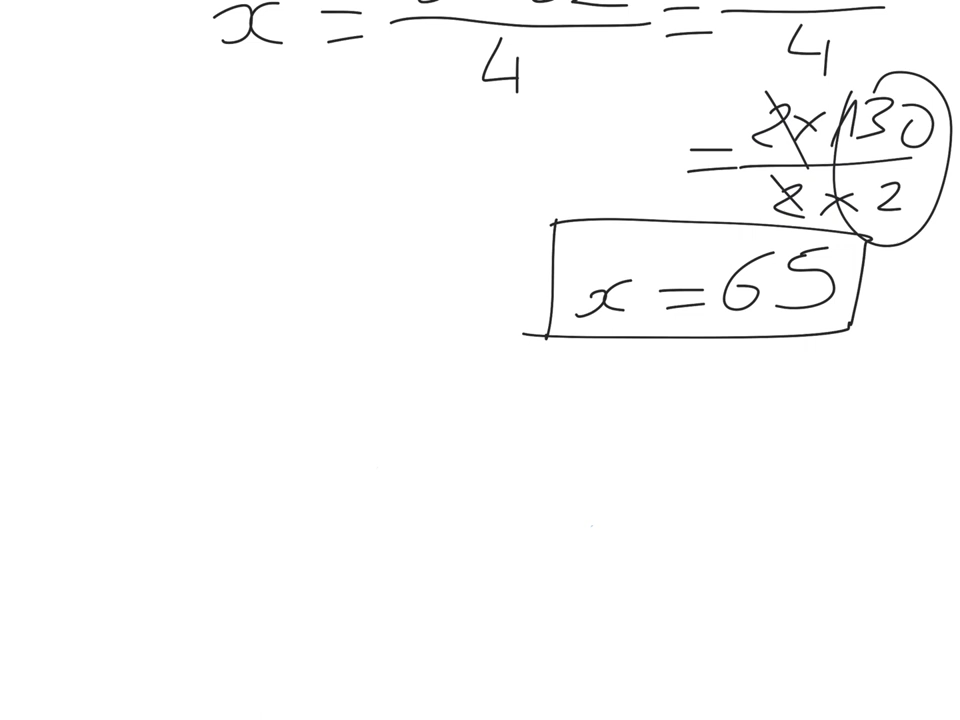 x = / 4 = / 4
= 2 x 130 / 2 x 2
x = 65